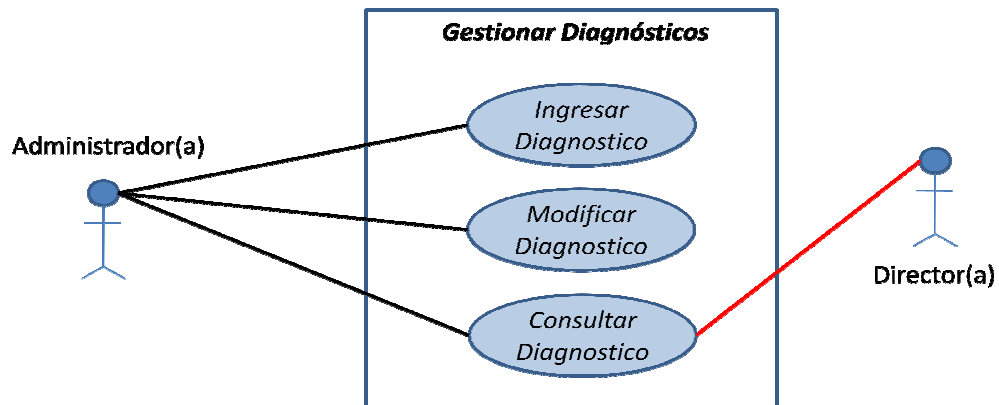 Gestionar Diagnósticos
Ingresar
Diagnostico
Administrador(a)
Modificar
Diagnostico
Director(a)
Consultar
Diagnostico